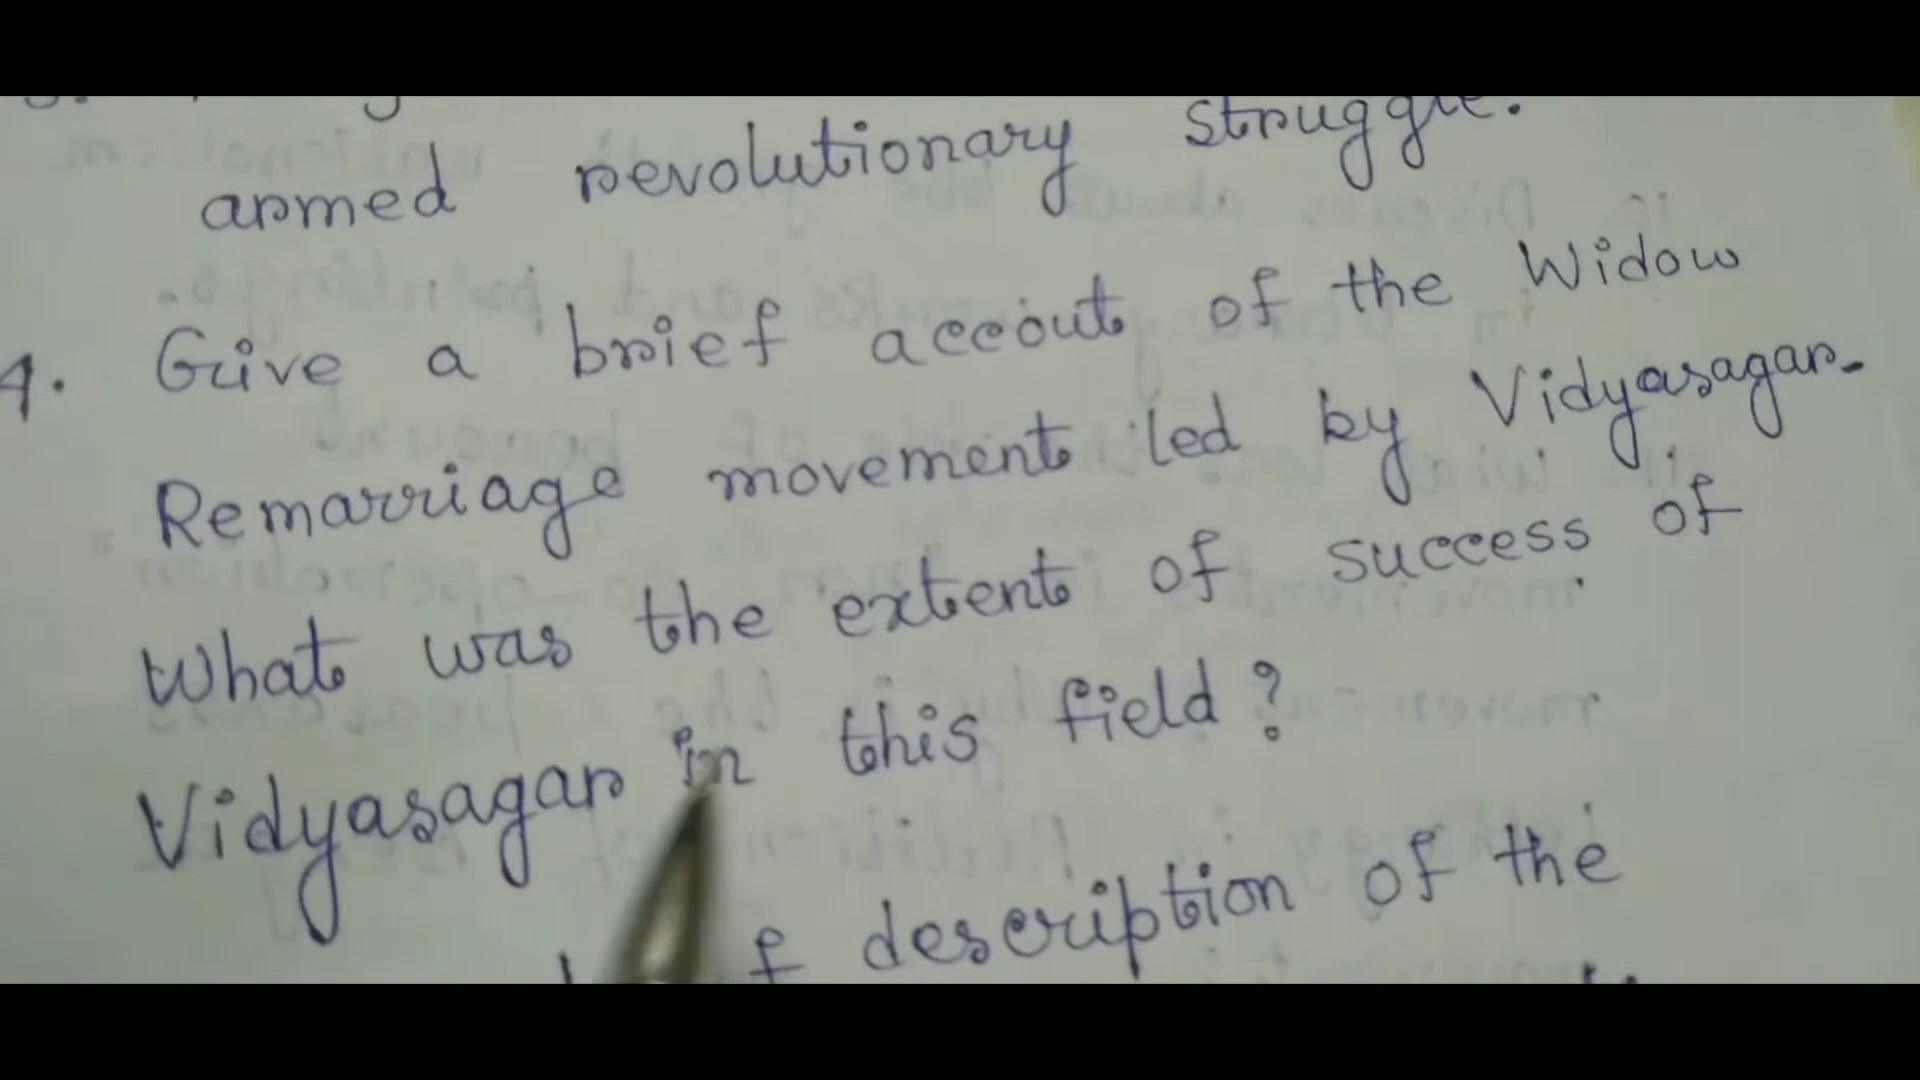 armed revolutionary struggle.
4. Give a brief accout of the Widow
Remarriage movement led by Vidyasagar.
What was the extent of success of
Vidyasagar in this field?
description of the